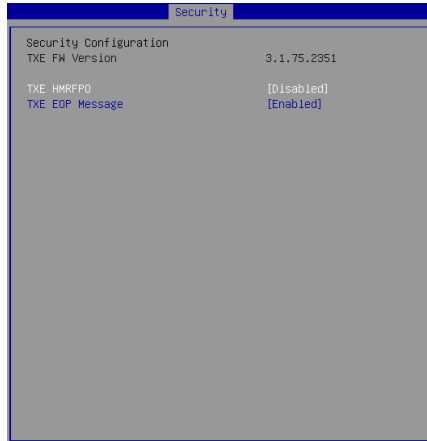 Security
Security Configuration
TXE FW Version 3.1.75.2351
TXE HMRFPO [Disabled]
TXE EOP Message [Enabled]